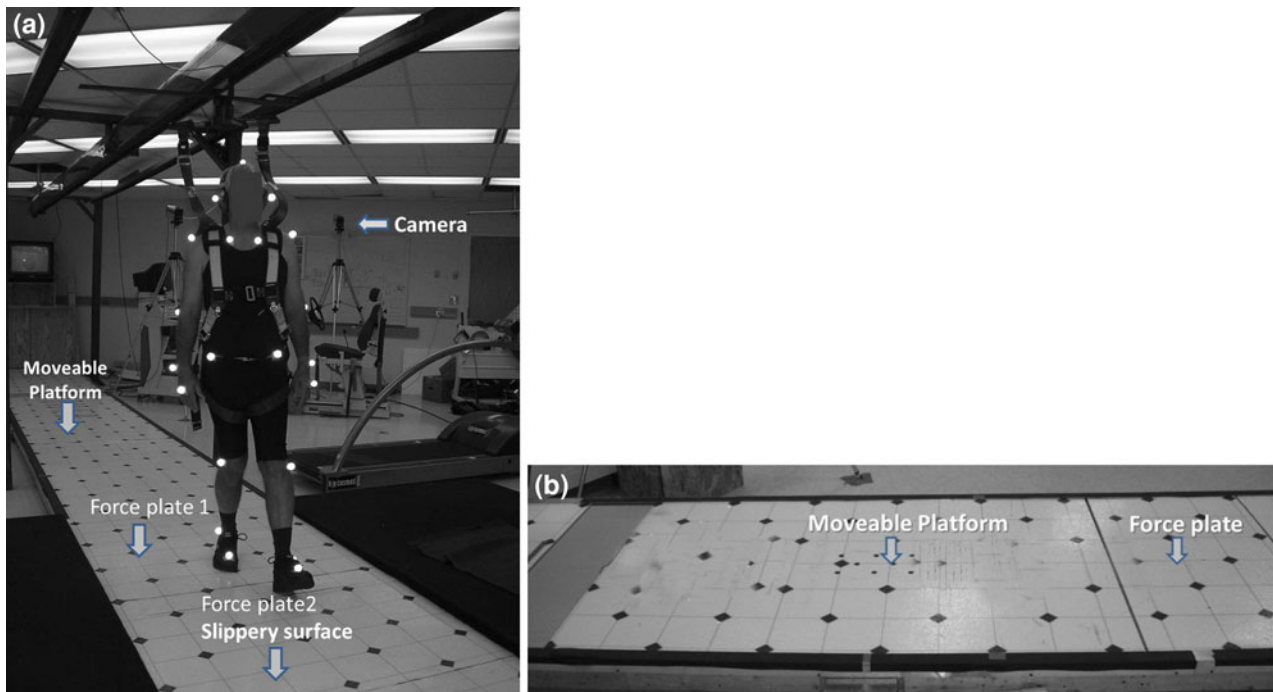 (a)
Camera
Moveable
Platform
Force plate 1
Force plate2
Slippery surface
(b)
Moveable Platform
Force plate